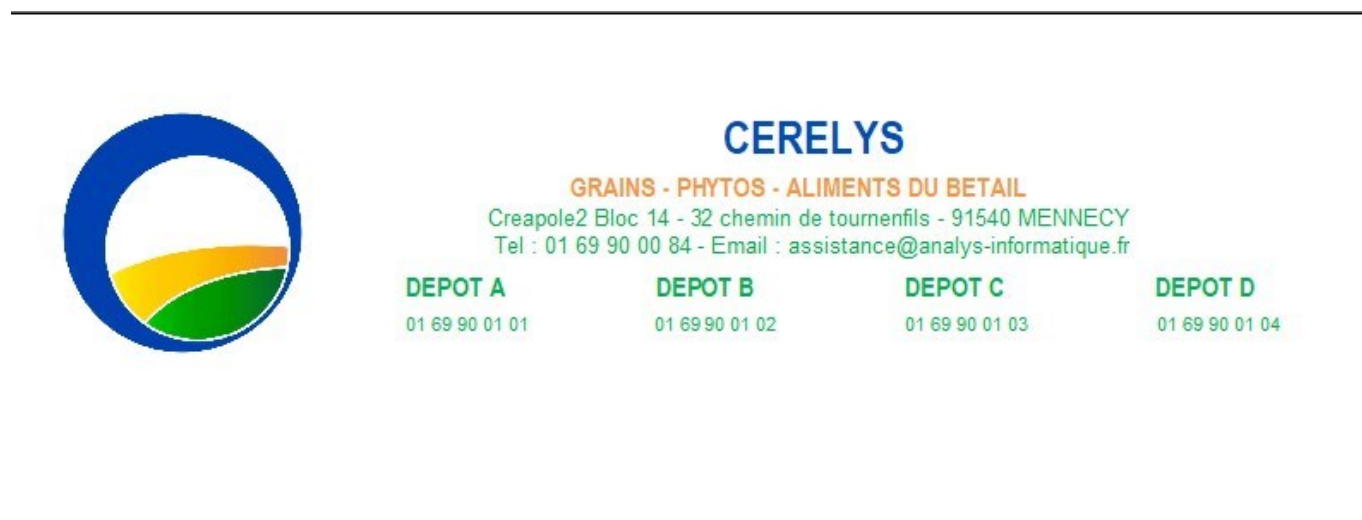 CERELYS
GRAINS - PHYTOS - ALIMENTS DU BETAIL
Creapole2 Bloc 14 - 32 chemin de tournenfils - 91540 MENNECY
Tel : 01 69 90 00 84 - Email : assistance@analys-informatique.fr
DEPOT A DEPOT B DEPOT C DEPOT D
01 69 90 01 01 01 69 90 01 02 01 69 90 01 03 01 69 90 01 04